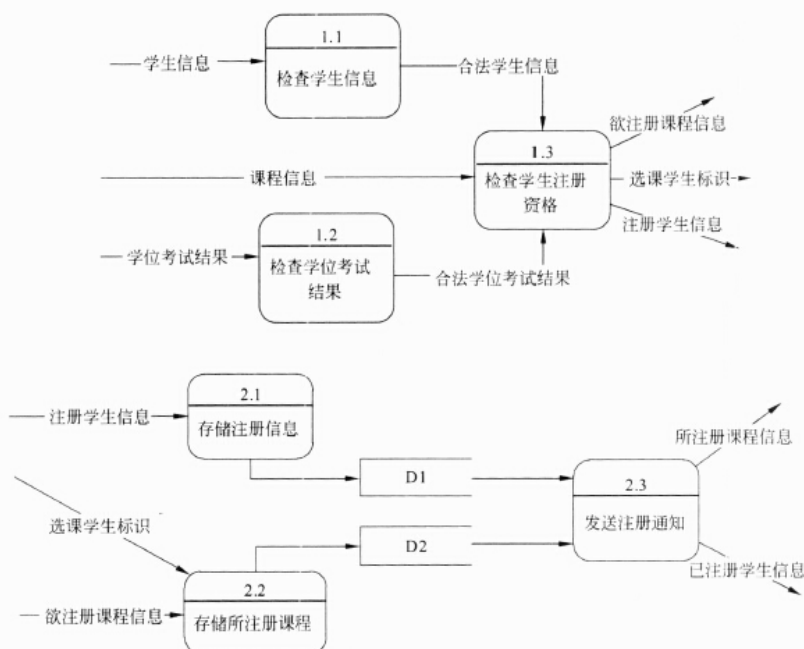 1.1
学生信息
检查学生信息
合法学生信息
欲注册课程信息
1.3
课程信息
检查学生注册
资格
选课学生标识
注册学生信息
1.2
学位考试结果
检查学位考试
结果
合法学位考试结果
2.1
注册学生信息
存储注册信息
所注册课程信息
D1
2.3
选课学生标识
D2
发送注册通知
已注册学生信息
2.2
欲注册课程信息
存储所注册课程